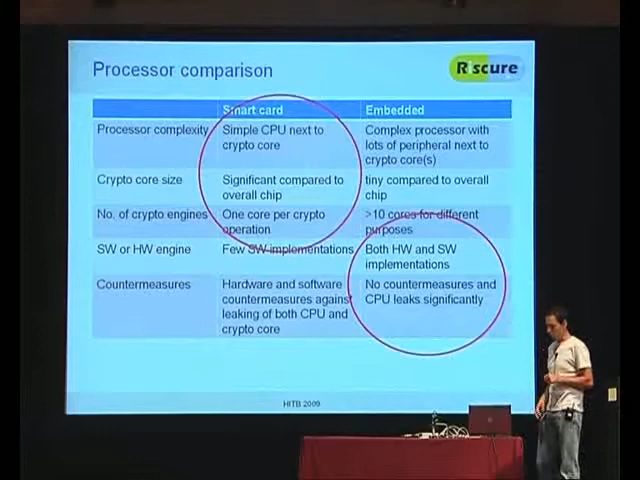 Processor comparison
Riscure
Smart card Embedded
Processor complexity Simple CPU next to Complex processor with
crypto core lots of peripheral next to
crypto core(s)
Crypto core size Significant compared to tiny compared to overall
overall chip chip
No. of crypto engines One core per crypto >10 cores for different
operation purposes
SW or HW engine Few SW implementations Both HW and SW
implementations
Countermeasures Hardware and software No countermeasures and
countermeasures against CPU leaks significantly
leaking of both CPU and
crypto core
HITB 2009